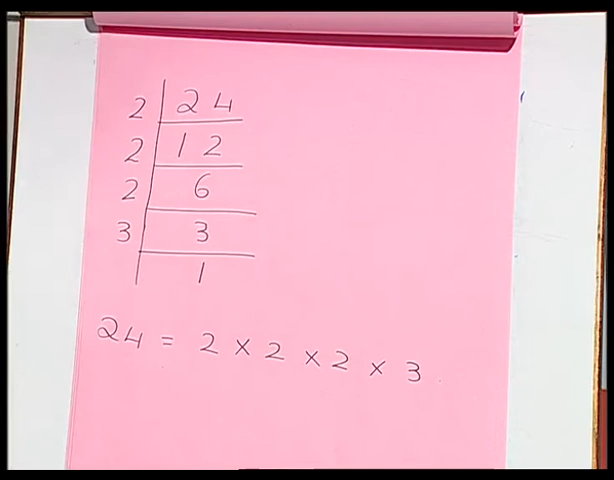 2 | 24
2 | 12
2 | 6
3 | 3
| 1
24 = 2 × 2 × 2 × 3